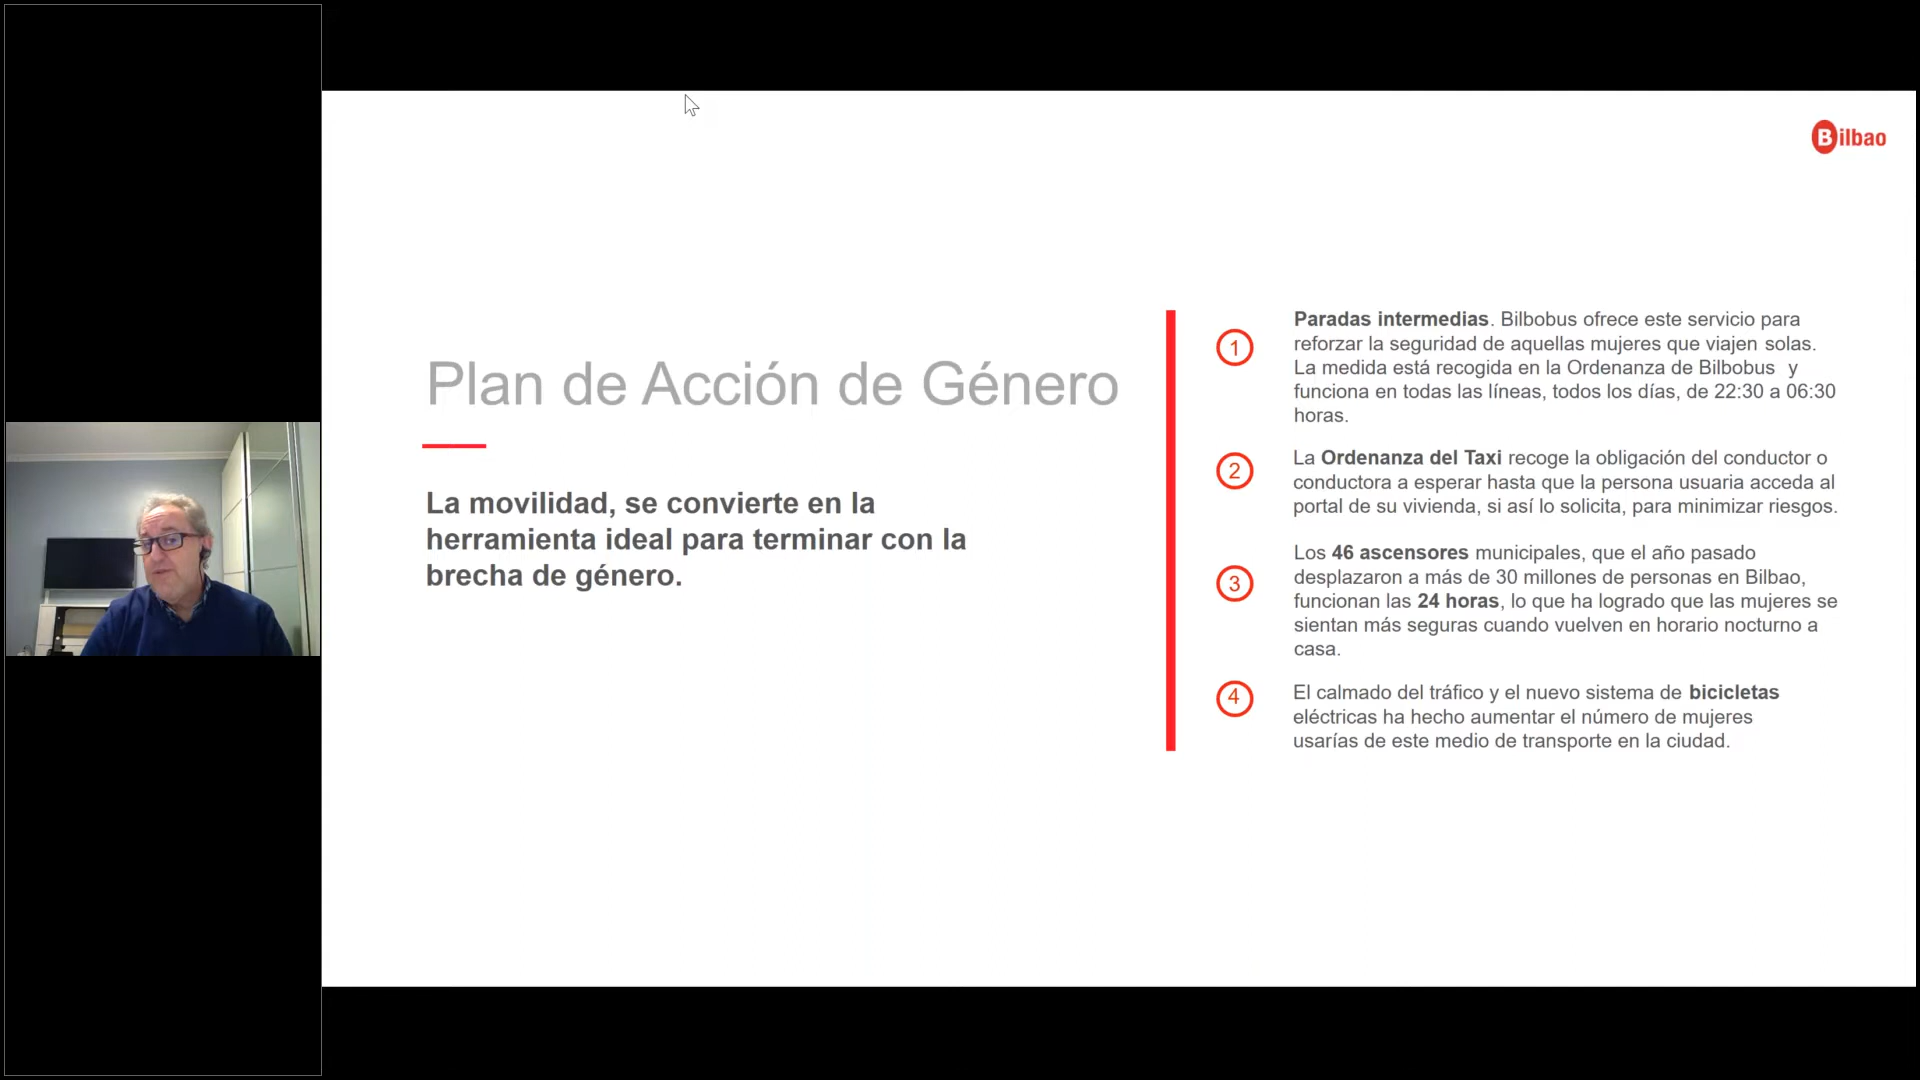 Bilbao
Plan de Acción de Género
La movilidad, se convierte en la
herramienta ideal para terminar con la
brecha de género.
1
Paradas intermedias. Bilbobus ofrece este servicio para
reforzar la seguridad de aquellas mujeres que viajen solas.
La medida está recogida en la Ordenanza de Bilbobus y
funciona en todas las líneas, todos los días, de 22:30 a 06:30
horas.
2
La Ordenanza del Taxi recoge la obligación del conductor o
conductora a esperar hasta que la persona usuaria acceda al
portal de su vivienda, si así lo solicita, para minimizar riesgos.
3
Los 46 ascensores municipales, que el año pasado
desplazaron a más de 30 millones de personas en Bilbao,
funcionan las 24 horas, lo que ha logrado que las mujeres se
sientan más seguras cuando vuelven en horario nocturno a
casa.
4
El calmado del tráfico y el nuevo sistema de bicicletas
eléctricas ha hecho aumentar el número de mujeres
usarías de este medio de transporte en la ciudad.